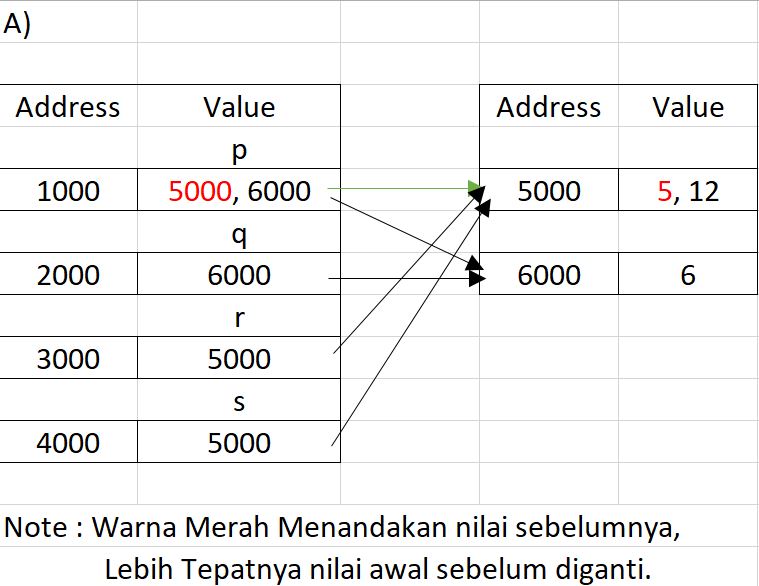 A)
Address Value Address Value
p
1000 5000, 6000 5000 5, 12
q
2000 6000 6000 6
r
3000 5000
s
4000 5000
Note : Warna Merah Menandakan nilai sebelumnya,
Lebih Tepatnya nilai awal sebelum diganti.